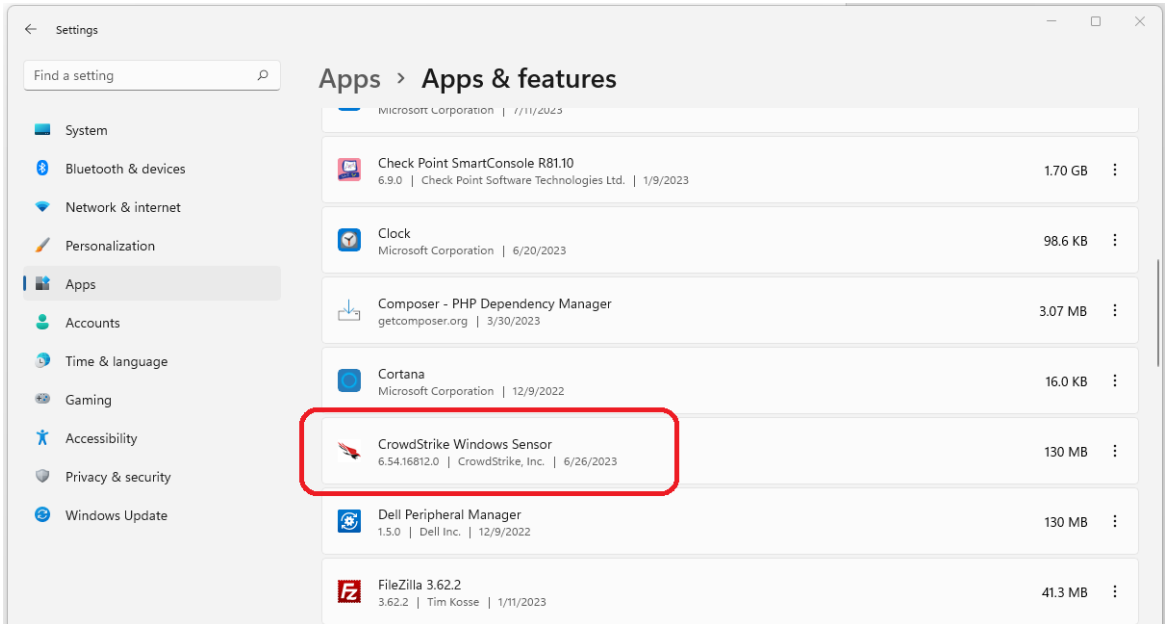 Settings
Find a setting
Apps > Apps & features
System
Bluetooth & devices
Network & internet
Personalization
Apps
Accounts
Time & language
Gaming
Accessibility
Privacy & security
Windows Update
Microsoft Corporation | 7/11/2023
Check Point SmartConsole R81.10
6.9.0 | Check Point Software Technologies Ltd. | 1/9/2023
1.70 GB
Clock
Microsoft Corporation | 6/20/2023
98.6 KB
Composer - PHP Dependency Manager
getcomposer.org | 3/30/2023
3.07 MB
Cortana
Microsoft Corporation | 12/9/2022
16.0 KB
CrowdStrike Windows Sensor
6.54.16812.0 | CrowdStrike, Inc. | 6/26/2023
130 MB
Dell Peripheral Manager
1.5.0 | Dell Inc. | 12/9/2022
130 MB
Fz
FileZilla 3.62.2
3.62.2 | Tim Kosse | 1/11/2023
41.3 MB